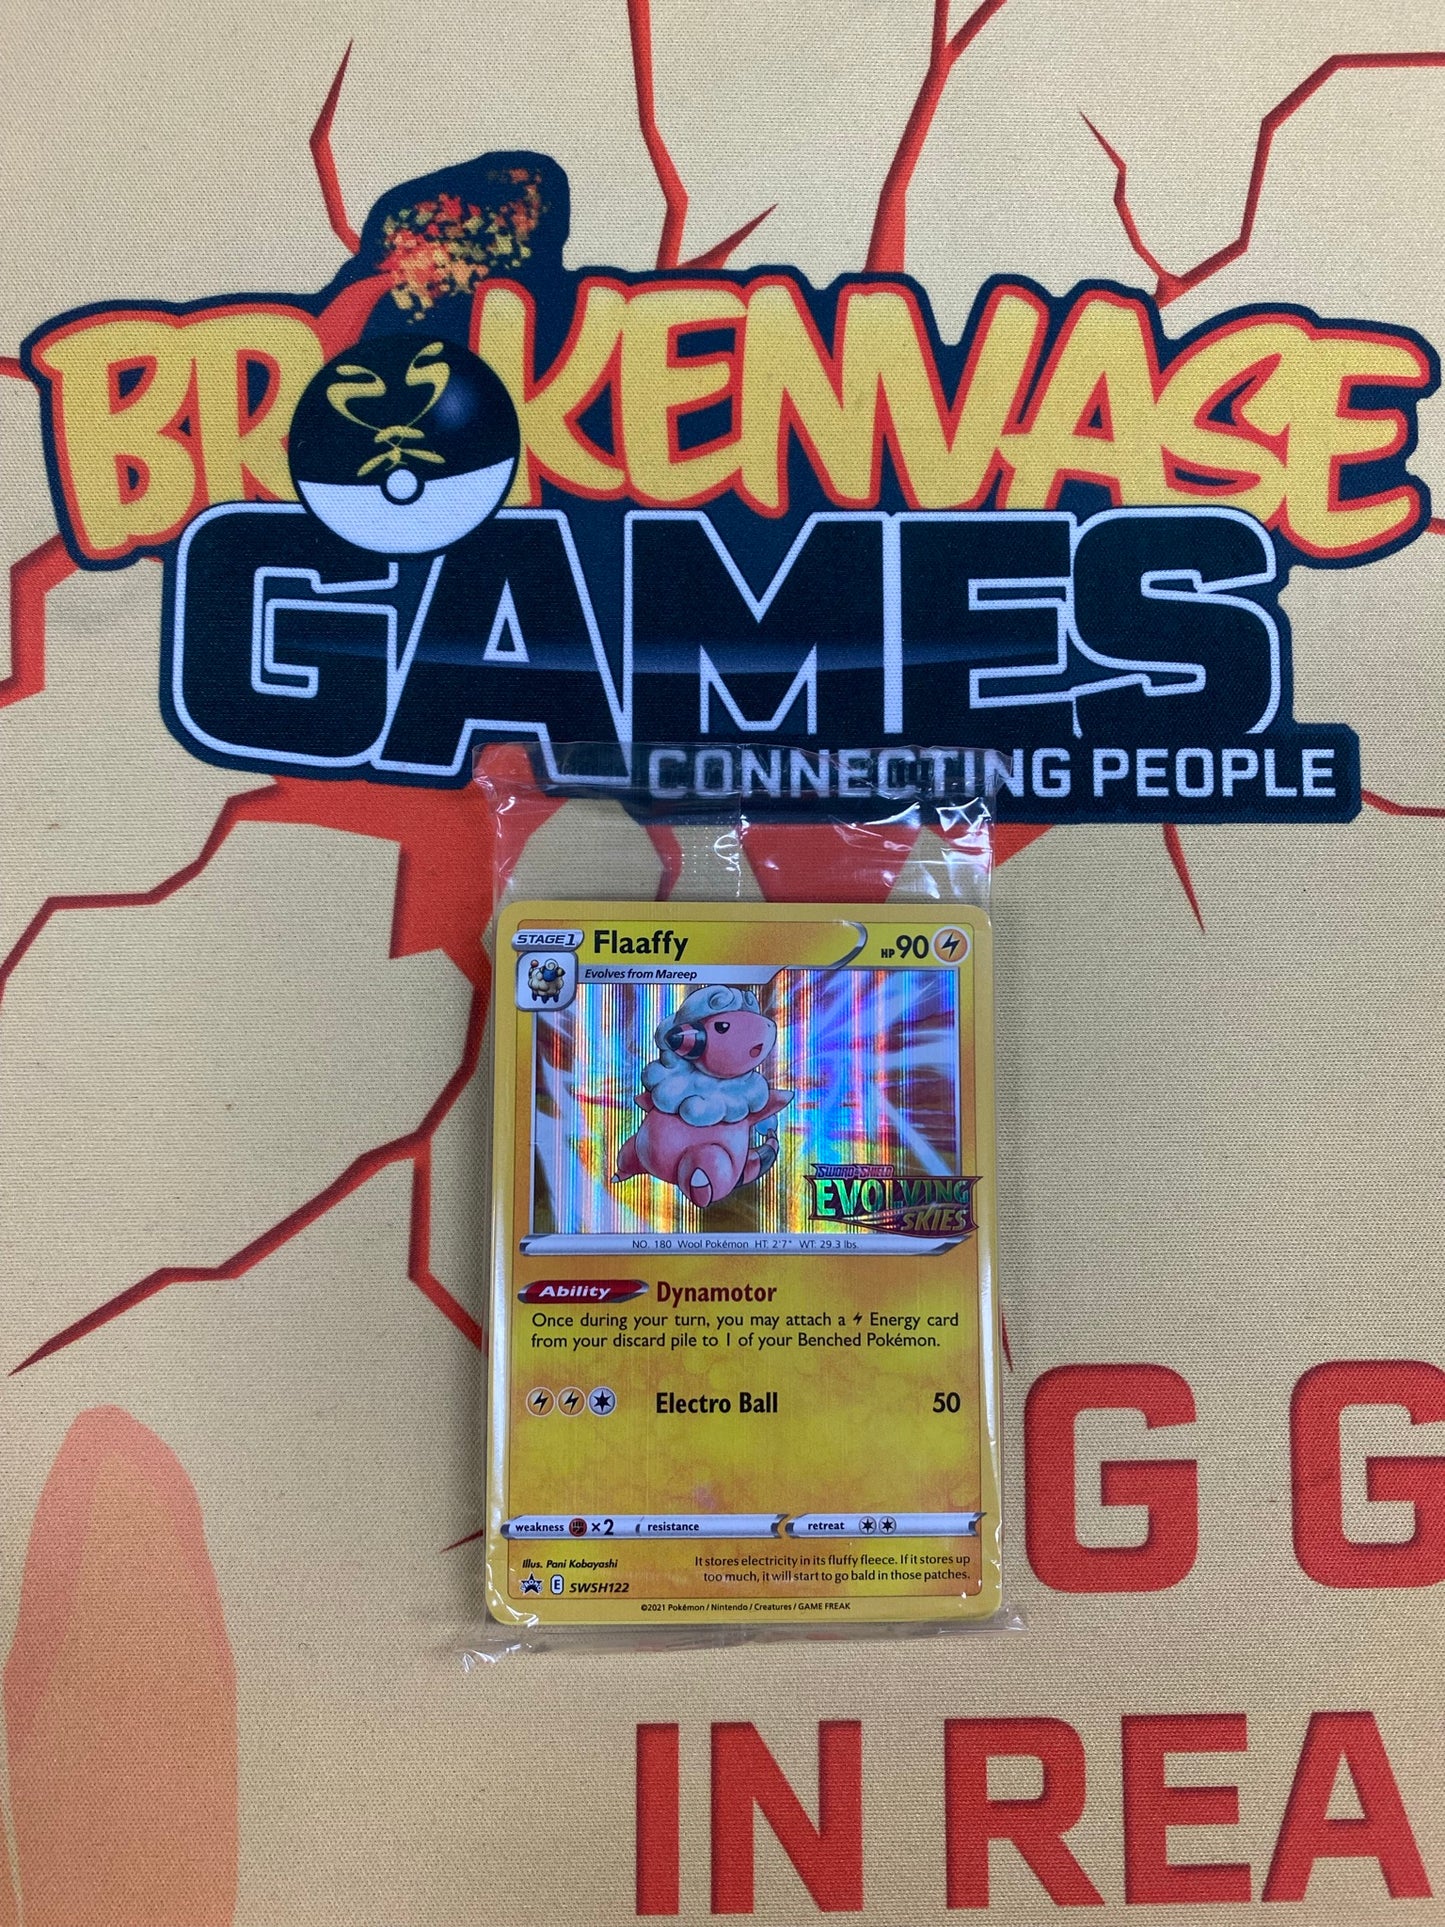 BROKENVASE
GAMES
CONNECTING PEOPLE
STAGE 1 Flaaffy HP 90
Evolves from Mareep
SWORD & SHIELD
EVOLVING
SKIES
NO. 180 Wool Pokémon HT: 2'7" WT: 29.3 lbs.
Ability Dynamotor
Once during your turn, you may attach a Energy card
from your discard pile to 1 of your Benched Pokémon.
Electro Ball 50
weakness ×2 resistance retreat
Illus. Pani Kobayashi
It stores electricity in its fluffy fleece. If it stores up
too much, it will start to go bald in those patches.
E SWSH122
©2021 Pokémon / Nintendo / Creatures / GAME FREAK
G G
IN REA